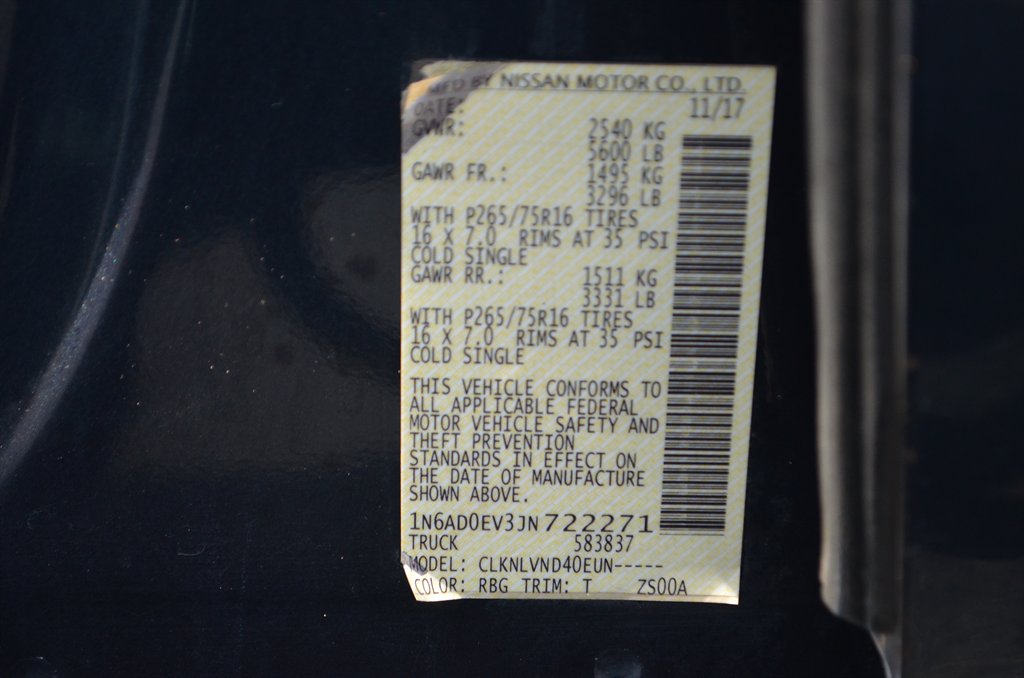 MFD BY NISSAN MOTOR CO., LTD.
DATE: 11/17
GVWR: 2540 KG
5600 LB
GAWR FR.: 1495 KG
3296 LB
WITH P265/75R16 TIRES
16 X 7.0 RIMS AT 35 PSI
COLD SINGLE
GAWR RR.: 1511 KG
3331 LB
WITH P265/75R16 TIRES
16 X 7.0 RIMS AT 35 PSI
COLD SINGLE
THIS VEHICLE CONFORMS TO
ALL APPLICABLE FEDERAL
MOTOR VEHICLE SAFETY AND
THEFT PREVENTION
STANDARDS IN EFFECT ON
THE DATE OF MANUFACTURE
SHOWN ABOVE.
1N6AD0EV3JN722271
TRUCK 583837
MODEL: CLKNLVND40EUN-----
COLOR: RBG TRIM: T ZS00A